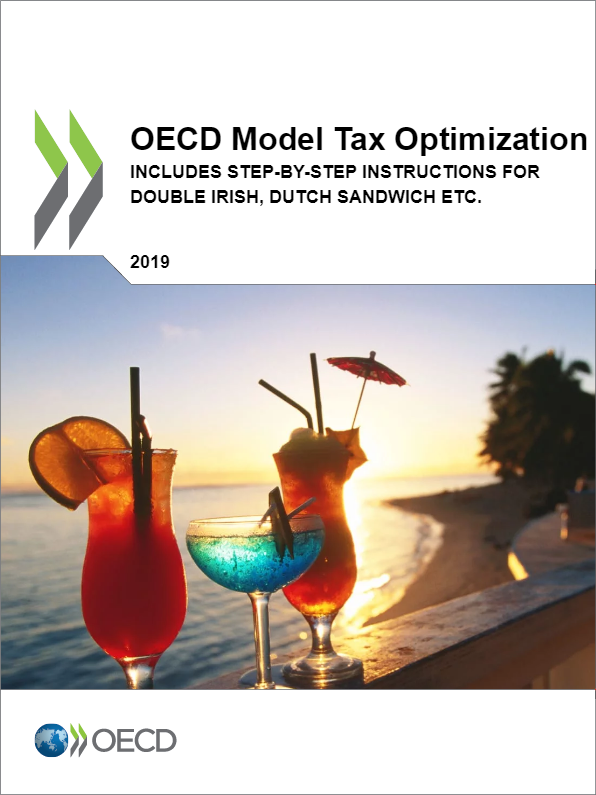 OECD Model Tax Optimization
INCLUDES STEP-BY-STEP INSTRUCTIONS FOR
DOUBLE IRISH, DUTCH SANDWICH ETC.
2019
OECD